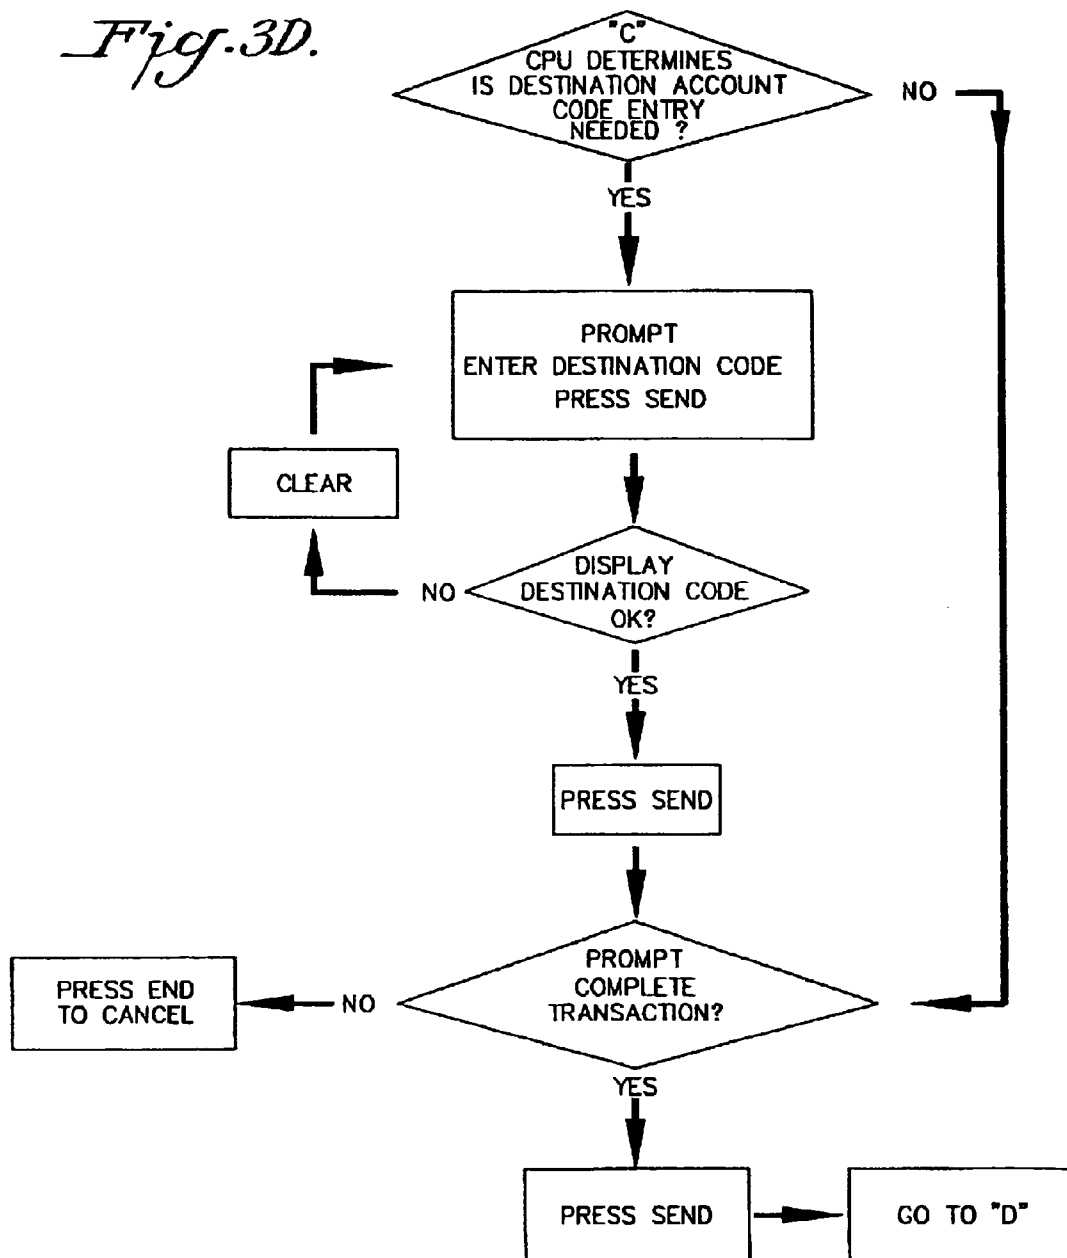 Fig. 3D.
"C"
CPU DETERMINES
IS DESTINATION ACCOUNT
CODE ENTRY
NEEDED ?
NO
YES
PROMPT
ENTER DESTINATION CODE
PRESS SEND
CLEAR
DISPLAY
DESTINATION CODE
OK?
NO
YES
PRESS SEND
PROMPT
COMPLETE
TRANSACTION?
NO
PRESS END
TO CANCEL
YES
PRESS SEND
GO TO "D"